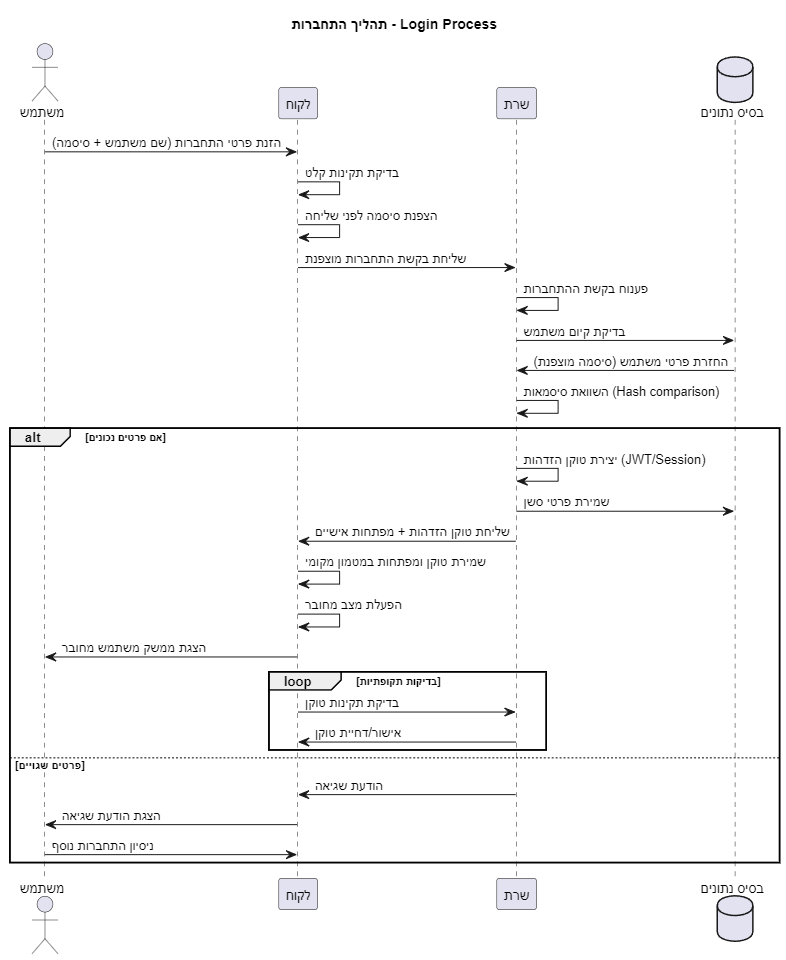 תהליך התחברות - Login Process
משתמש
לקוח
שרת
בסיס נתונים
הזנת פרטי התחברות (שם משתמש + סיסמה)
בדיקת תקינות קלט
הצפנת סיסמה לפני שליחה
שליחת בקשת התחברות מוצפנת
פענוח בקשת ההתחברות
בדיקת קיום משתמש
החזרת פרטי משתמש (סיסמה מוצפנת)
השוואת סיסמאות (Hash comparison)
alt
[אם פרטים נכונים]
יצירת טוקן הזדהות (JWT/Session)
שמירת פרטי סשן
שליחת טוקן הזדהות + מפתחות אישיים
שמירת טוקן ומפתחות במטמון מקומי
הפעלת מצב מחובר
הצגת ממשק משתמש מחובר
loop
[בדיקות תקופתיות]
בדיקת תקינות טוקן
אישור/דחיית טוקן
[פרטים שגויים]
הודעת שגיאה
הצגת הודעת שגיאה
ניסיון התחברות נוסף
משתמש
לקוח
שרת
בסיס נתונים